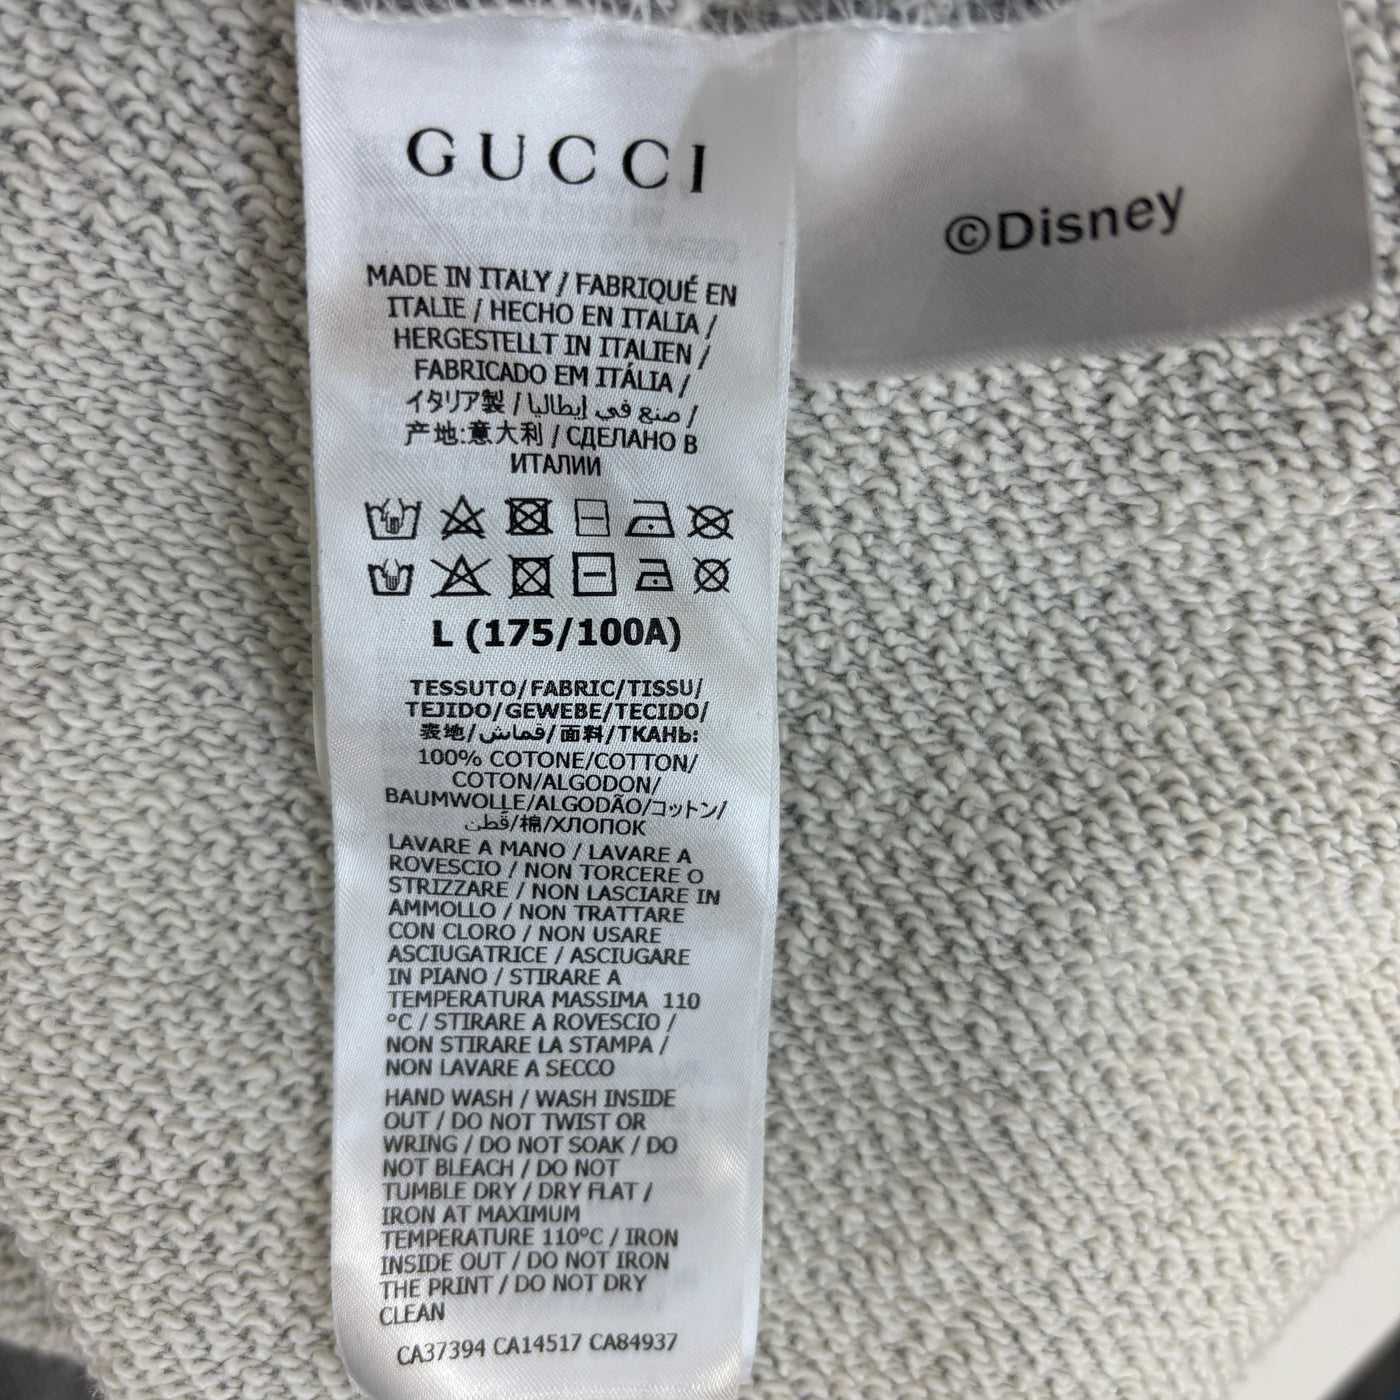 GUCCI
©Disney
MADE IN ITALY / FABRIQUÉ EN
ITALIE / HECHO EN ITALIA /
HERGESTELLT IN ITALIEN /
FABRICADO EM ITÁLIA /
イタリア製 / صنع في إيطاليا /
产地:意大利 / СДЕЛАНО В
ИТАЛИИ
L (175/100A)
TESSUTO/FABRIC/TISSU/
TEJIDO/GEWEBE/TECIDO/
表地/قماش/面料/ТКАНЬ:
100% COTONE/COTTON/
COTON/ALGODON/
BAUMWOLLE/ALGODÃO/コットン/
قطن/棉/ХЛОПОК
LAVARE A MANO / LAVARE A
ROVESCIO / NON TORCERE O
STRIZZARE / NON LASCIARE IN
AMMOLLO / NON TRATTARE
CON CLORO / NON USARE
ASCIUGATRICE / ASCIUGARE
IN PIANO / STIRARE A
TEMPERATURA MASSIMA 110
°C / STIRARE A ROVESCIO /
NON STIRARE LA STAMPA /
NON LAVARE A SECCO
HAND WASH / WASH INSIDE
OUT / DO NOT TWIST OR
WRING / DO NOT SOAK / DO
NOT BLEACH / DO NOT
TUMBLE DRY / DRY FLAT /
IRON AT MAXIMUM
TEMPERATURE 110°C / IRON
INSIDE OUT / DO NOT IRON
THE PRINT / DO NOT DRY
CLEAN
CA37394 CA14517 CA84937